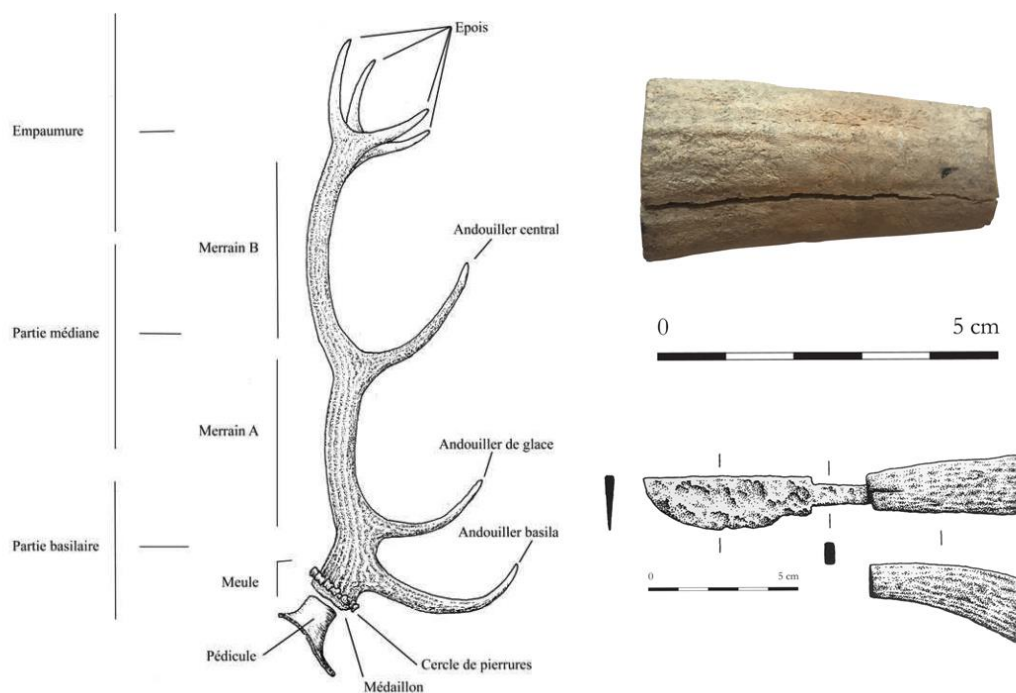 Epois
Empaumure
Merrain B
Andouiller central
Partie médiane
Merrain A
Andouiller de glace
Andouiller basila
Partie basilaire
Meule
Pédicule
Cercle de pierrures
Médaillon
0 5 cm
0 5 cm